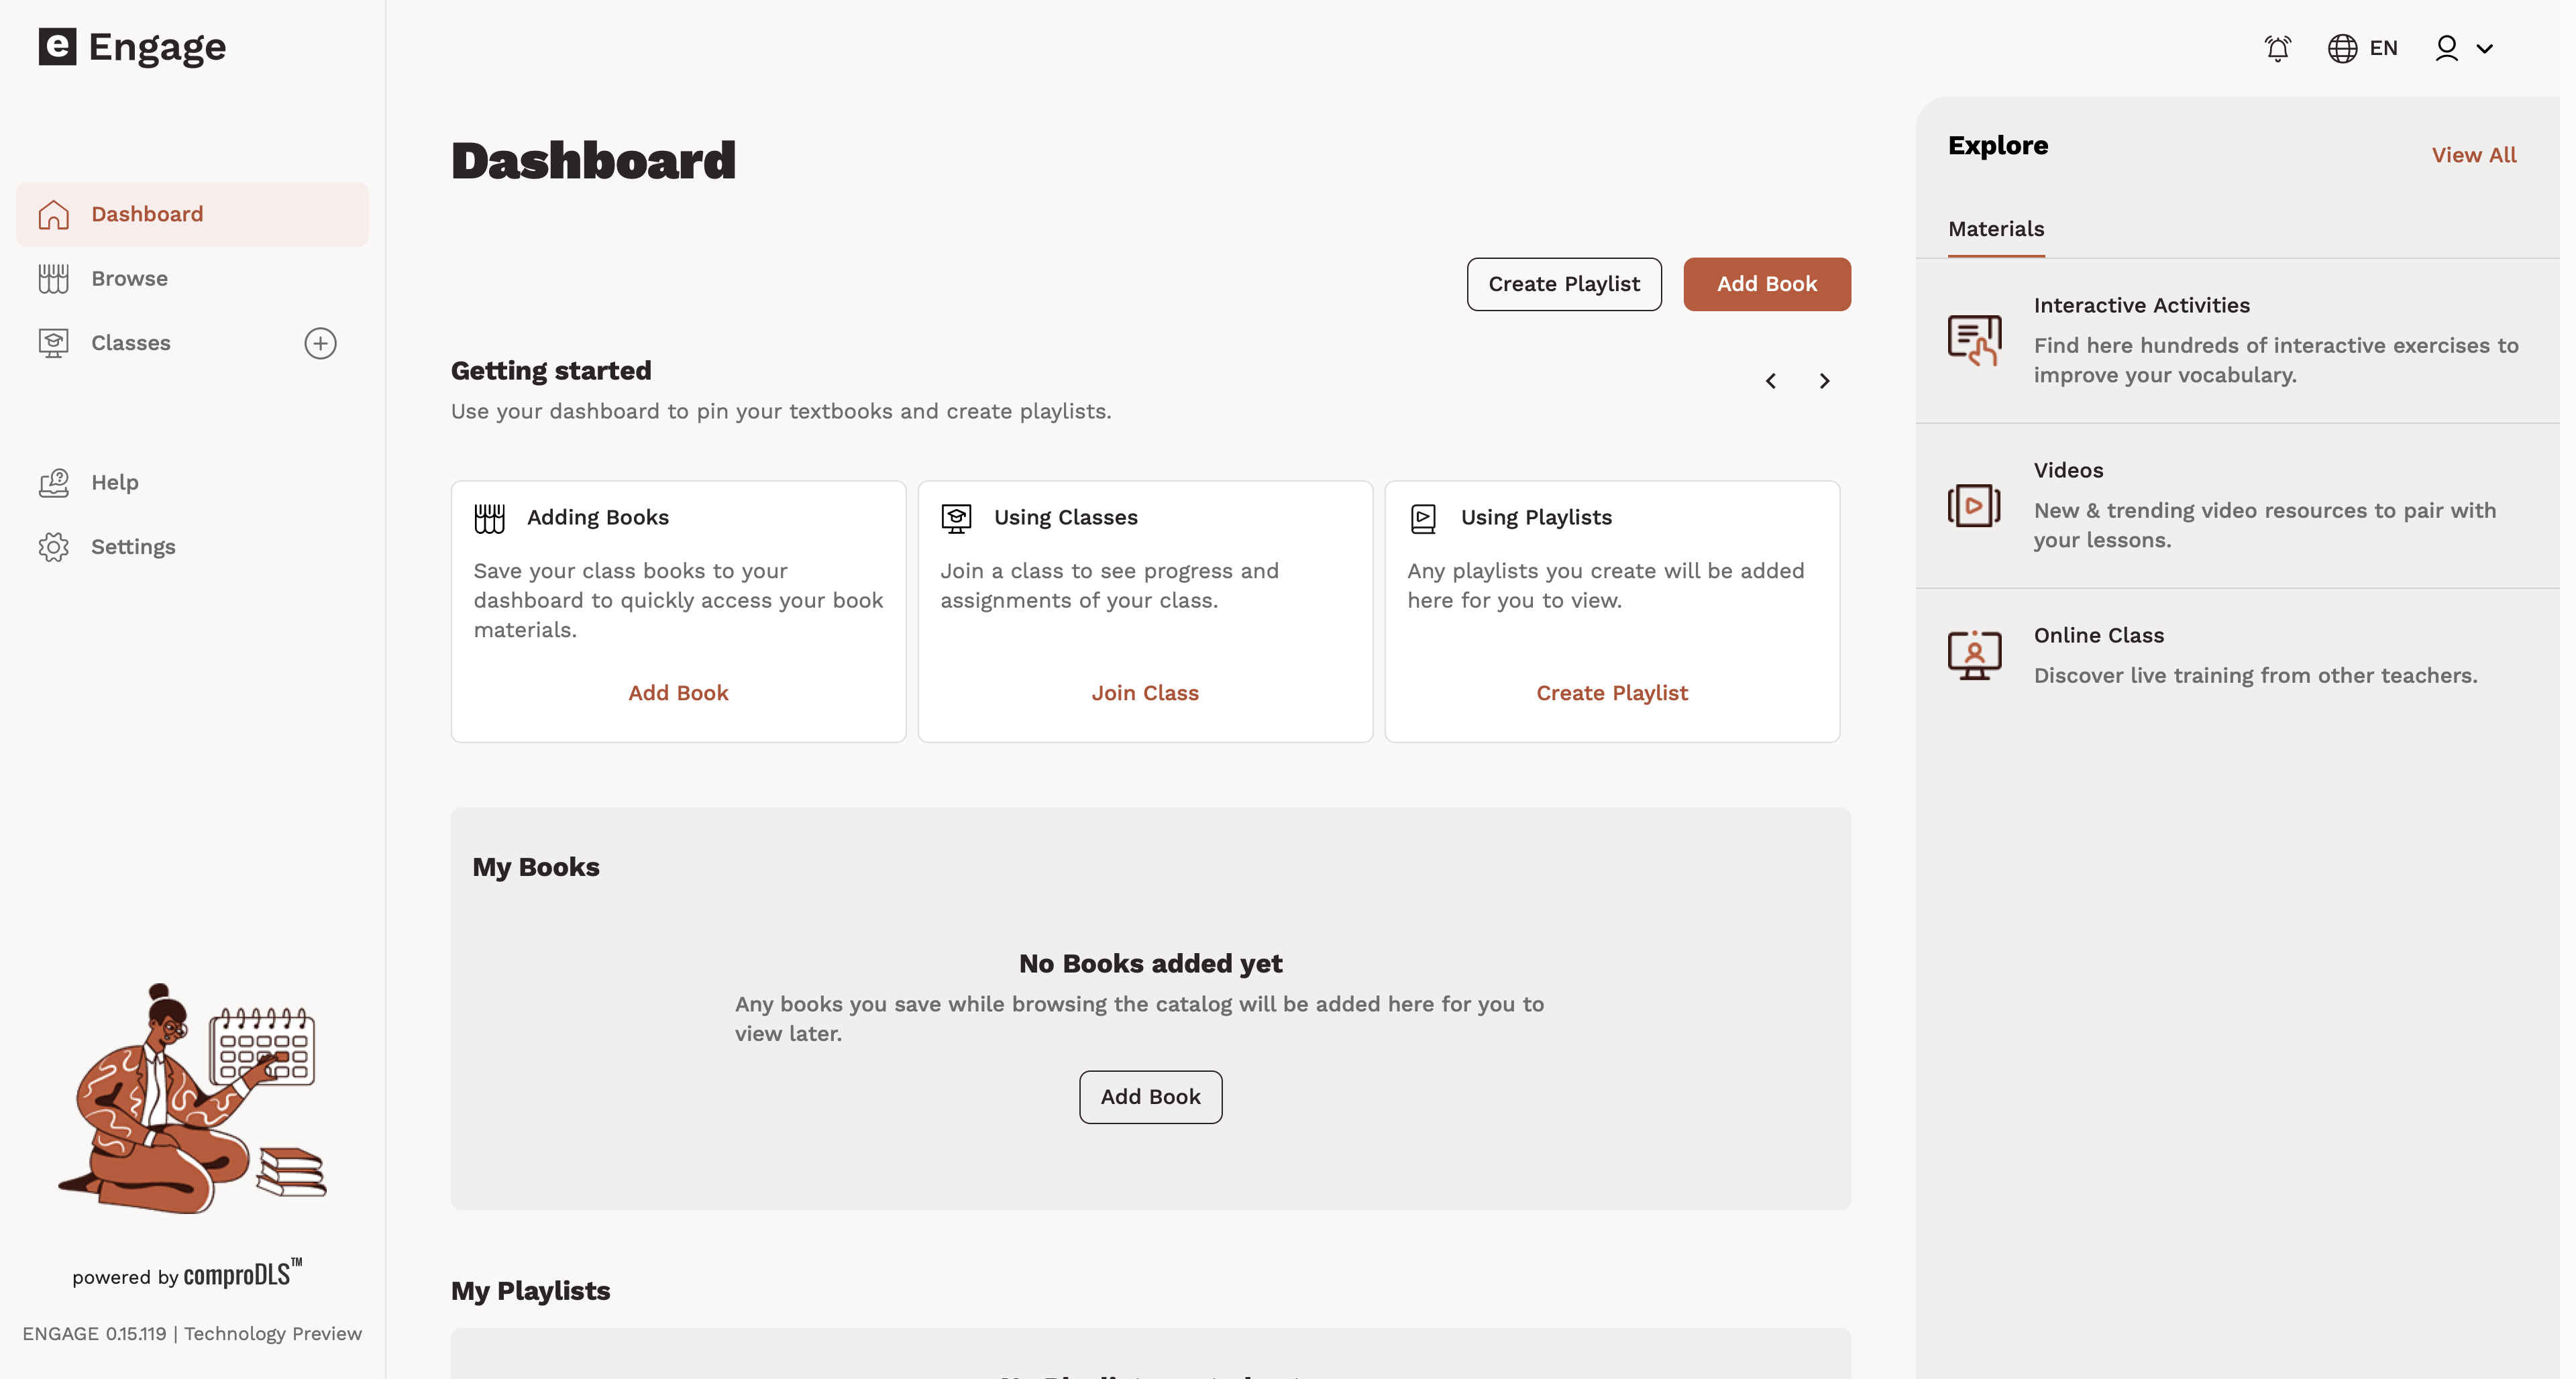 e Engage
EN
Dashboard
Browse
Classes
Help
Settings
powered by comproDLS™
ENGAGE 0.15.119 | Technology Preview
Dashboard
Create Playlist
Add Book
Getting started
Use your dashboard to pin your textbooks and create playlists.
Adding Books
Save your class books to your
dashboard to quickly access your book
materials.
Add Book
Using Classes
Join a class to see progress and
assignments of your class.
Join Class
Using Playlists
Any playlists you create will be added
here for you to view.
Create Playlist
My Books
No Books added yet
Any books you save while browsing the catalog will be added here for you to
view later.
Add Book
My Playlists
Explore
View All
Materials
Interactive Activities
Find here hundreds of interactive exercises to
improve your vocabulary.
Videos
New & trending video resources to pair with
your lessons.
Online Class
Discover live training from other teachers.